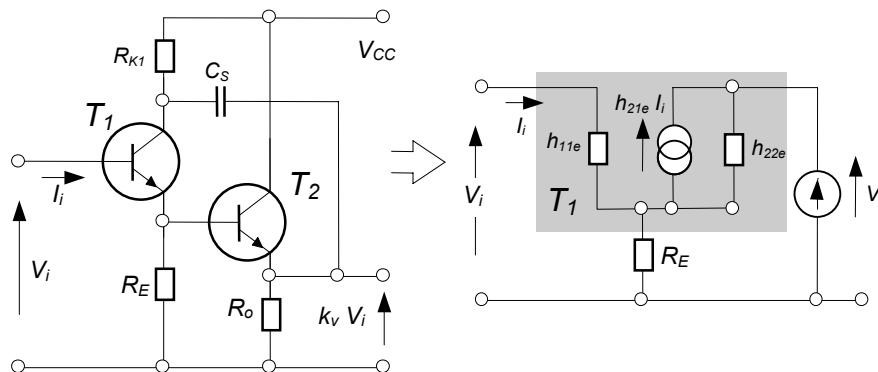 R_K1
C_S
V_CC
T_1
I_i
T_2
V_i
R_E
R_o
k_v V_i
h_21e I_i
I_i
h_11e
h_22e
V_i
T_1
V
R_E